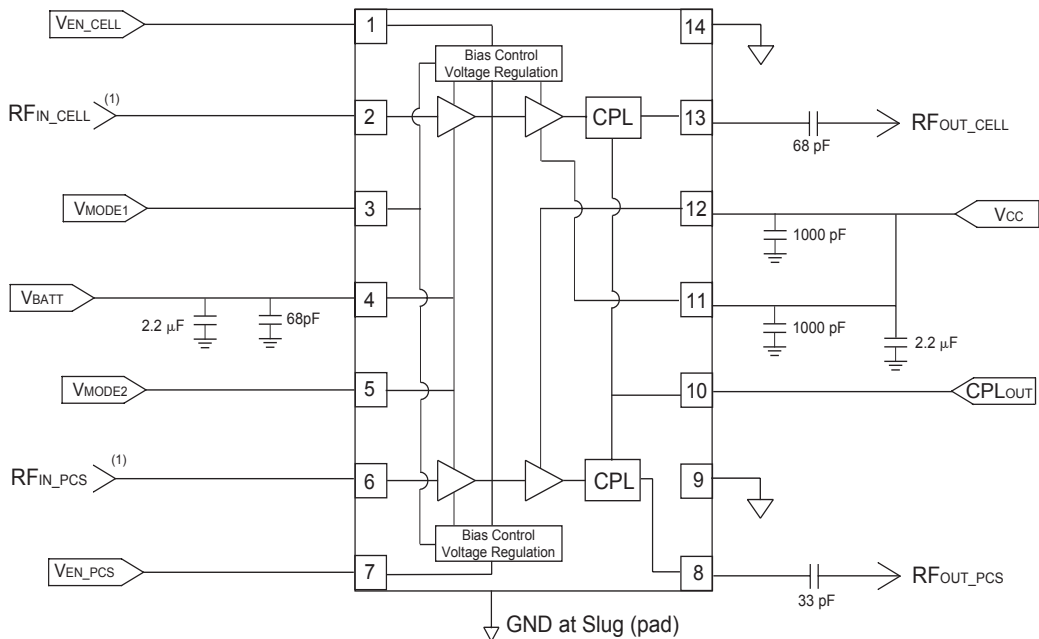 VEN_CELL
1
14
Bias Control
Voltage Regulation
RFIN_CELL
(1)
2
CPL
13
68 pF
RFOUT_CELL
VMODE1
3
12
VCC
1000 pF
VBATT
4
11
2.2 µF
68pF
1000 pF
2.2 µF
VMODE2
5
10
CPLOUT
RFIN_PCS
(1)
6
CPL
9
Bias Control
Voltage Regulation
VEN_PCS
7
8
33 pF
RFOUT_PCS
GND at Slug (pad)